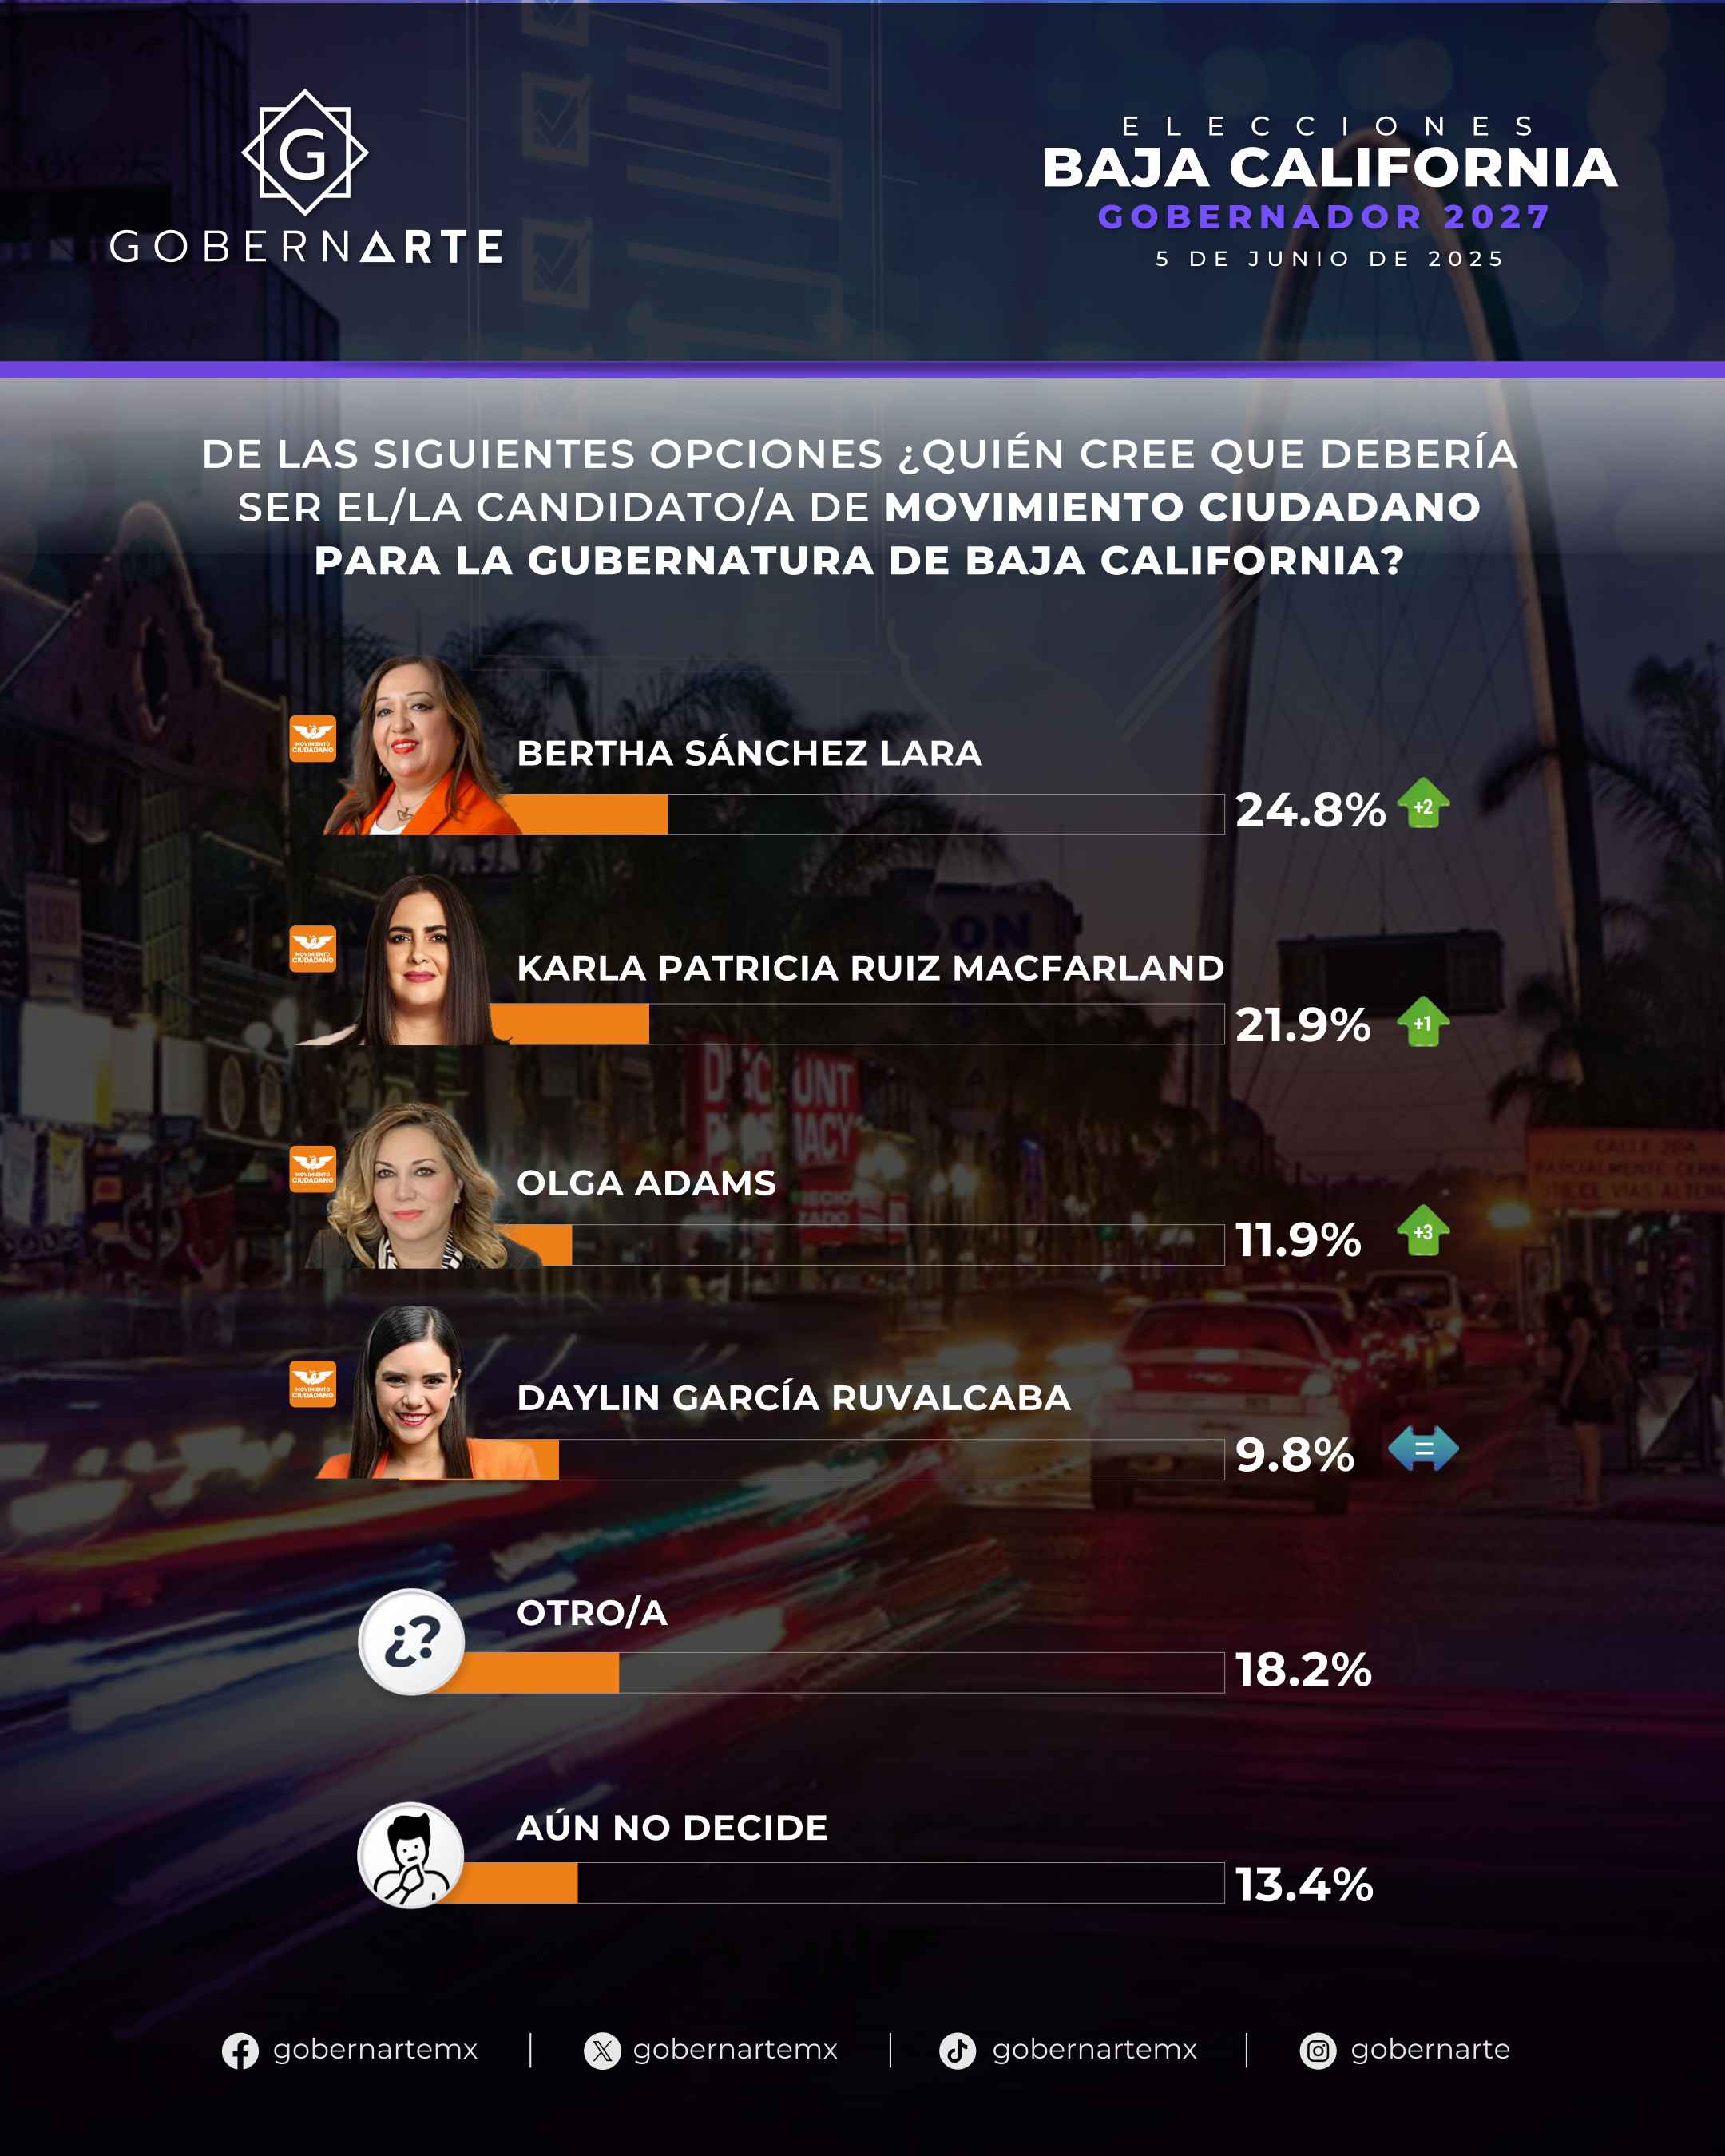 G
GOBERNARTE
ELECCIONES
BAJA CALIFORNIA
GOBERNADOR 2027
5 DE JUNIO DE 2025
DE LAS SIGUIENTES OPCIONES ¿QUIÉN CREE QUE DEBERÍA
SER EL/LA CANDIDATO/A DE MOVIMIENTO CIUDADANO
PARA LA GUBERNATURA DE BAJA CALIFORNIA?
MOVIMIENTO
CIUDADANO
BERTHA SÁNCHEZ LARA
24.8% +2
MOVIMIENTO
CIUDADANO
KARLA PATRICIA RUIZ MACFARLAND
21.9% +1
MOVIMIENTO
CIUDADANO
OLGA ADAMS
11.9% +3
MOVIMIENTO
CIUDADANO
DAYLIN GARCÍA RUVALCABA
9.8% =
¿?
OTRO/A
18.2%
AÚN NO DECIDE
13.4%
gobernartemx | gobernartemx | gobernartemx | gobernarte